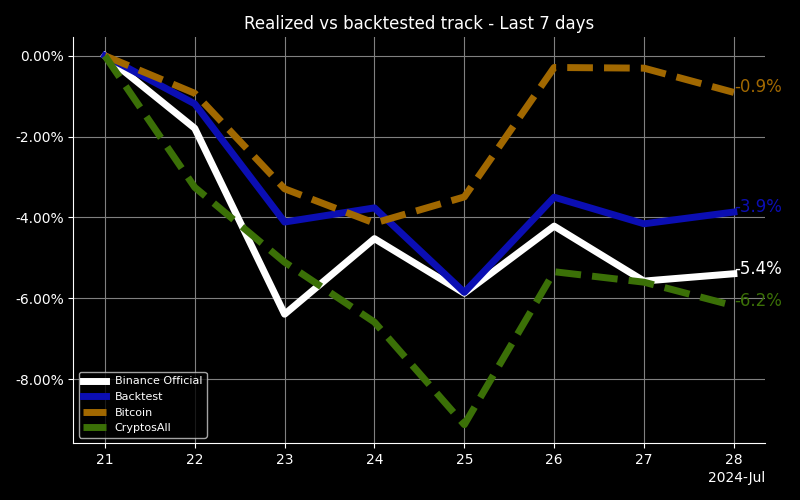 Realized vs backtested track - Last 7 days
0.00%
-2.00%
-4.00%
-6.00%
-8.00%
-0.9%
-3.9%
-5.4%
-6.2%
Binance Official
Backtest
Bitcoin
CryptosAll
21 22 23 24 25 26 27 28
2024-Jul